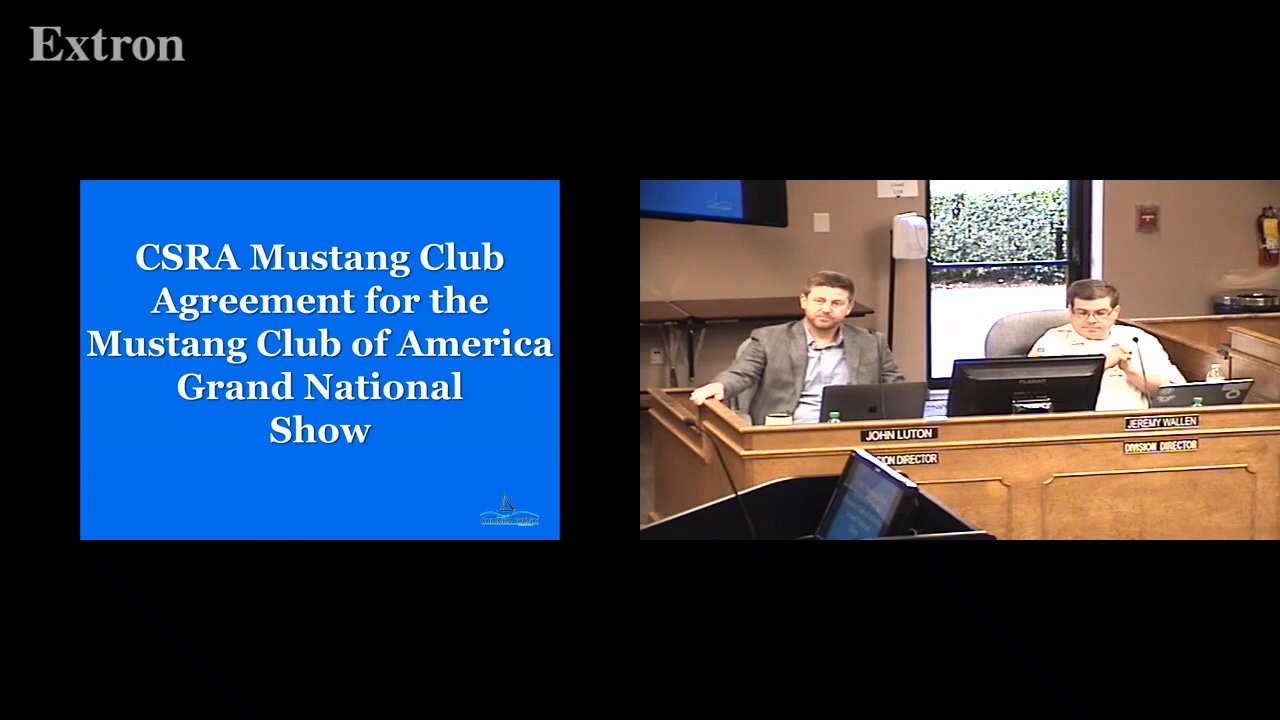 Extron
CSRA Mustang Club
Agreement for the
Mustang Club of America
Grand National
Show
JOHN LUTON
DIRECTOR
JEREMY WALLEN
DIVISION DIRECTOR